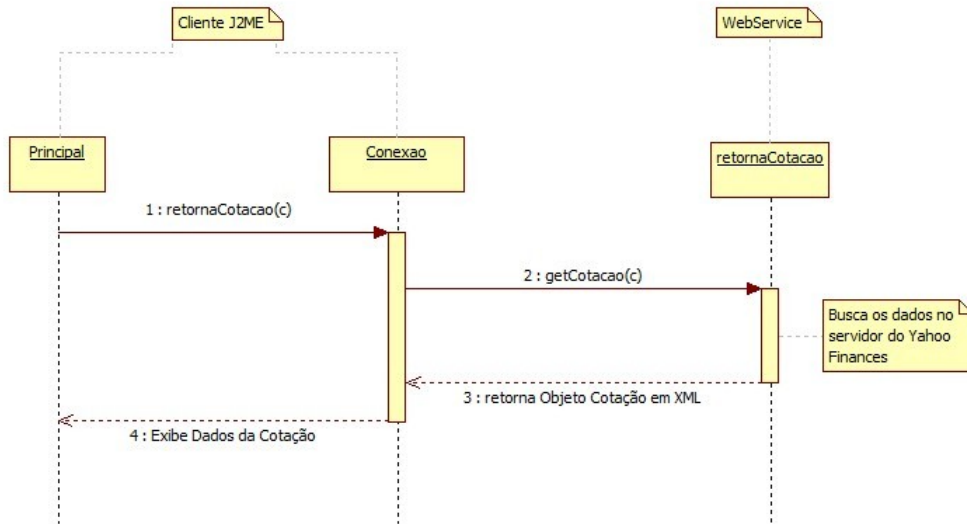 Cliente J2ME
WebService
Principal
Conexao
retornaCotacao
1 : retornaCotacao(c)
2 : getCotacao(c)
Busca os dados no
servidor do Yahoo
Finances
3 : retorna Objeto Cotação em XML
4 : Exibe Dados da Cotação